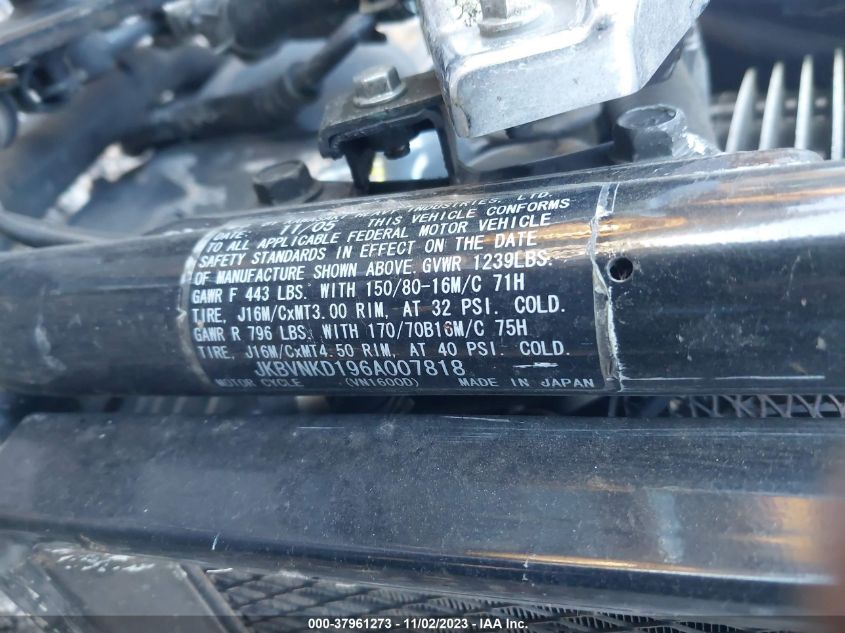 HEAVY INDUSTRIES, LTD.
DATE: 11/05 THIS VEHICLE CONFORMS
TO ALL APPLICABLE FEDERAL MOTOR VEHICLE
SAFETY STANDARDS IN EFFECT ON THE DATE
OF MANUFACTURE SHOWN ABOVE. GVWR 1239LBS.
GAWR F 443 LBS. WITH 150/80-16M/C 71H
TIRE, J16M/CxMT3.00 RIM, AT 32 PSI. COLD.
GAWR R 796 LBS. WITH 170/70B16M/C 75H
TIRE, J16M/CxMT4.50 RIM, AT 40 PSI. COLD.
JKBVNKD196A007818
MOTOR CYCLE (VN1600D) MADE IN JAPAN
000-37961273 - 11/02/2023 - IAA Inc.